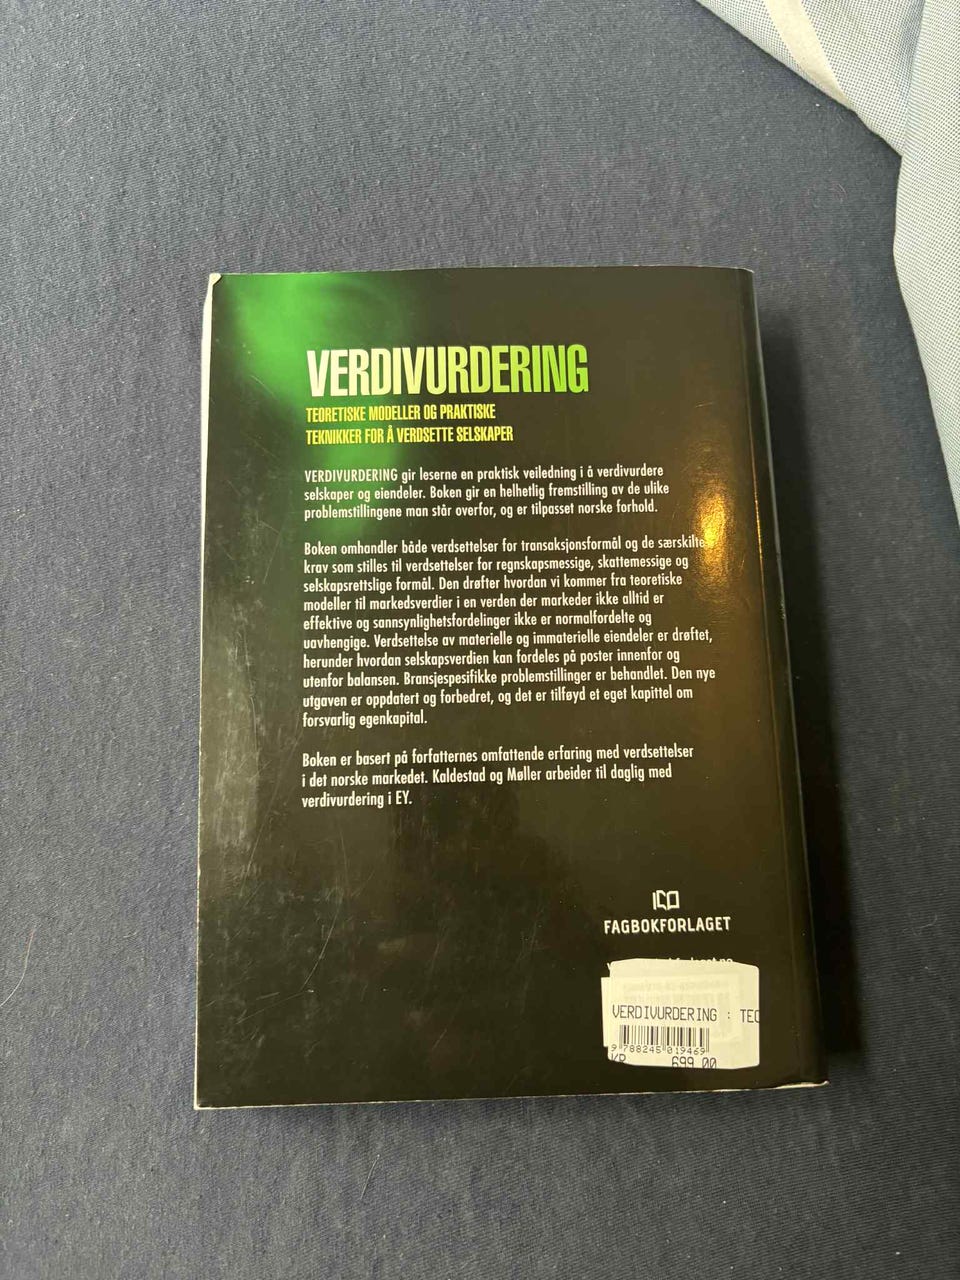 VERDIVURDERING
TEORETISKE MODELLER OG PRAKTISKE
TEKNIKKER FOR Å VERDSETTE SELSKAPER
VERDIVURDERING gir leserne en praktisk veiledning i å verdivurdere
selskaper og eiendeler. Boken gir en helhetlig fremstilling av de ulike
problemstillingene man står overfor, og er tilpasset norske forhold.
Boken omhandler både verdsettelser for transaksjonsformål og de særskilte
krav som stilles til verdsettelser for regnskapsmessige, skattemessige og
selskapsrettslige formål. Den drøfter hvordan vi kommer fra teoretiske
modeller til markedsverdier i en verden der markeder ikke alltid er
effektive og sannsynlighetsfordelinger ikke er normalfordelte og
uavhengige. Verdsettelse av materielle og immaterielle eiendeler er drøftet,
herunder hvordan selskapsverdien kan fordeles på poster innenfor og
utenfor balansen. Bransjespesifikke problemstillinger er behandlet. Den nye
utgaven er oppdatert og forbedret, og det er tilføyd et eget kapittel om
forsvarlig egenkapital.
Boken er basert på forfatternes omfattende erfaring med verdsettelser
i det norske markedet. Kaldestad og Møller arbeider til daglig med
verdivurdering i EY.
FAGBOKFORLAGET
VERDIVURDERING : TEO
9 788245 019469
KR 699.00